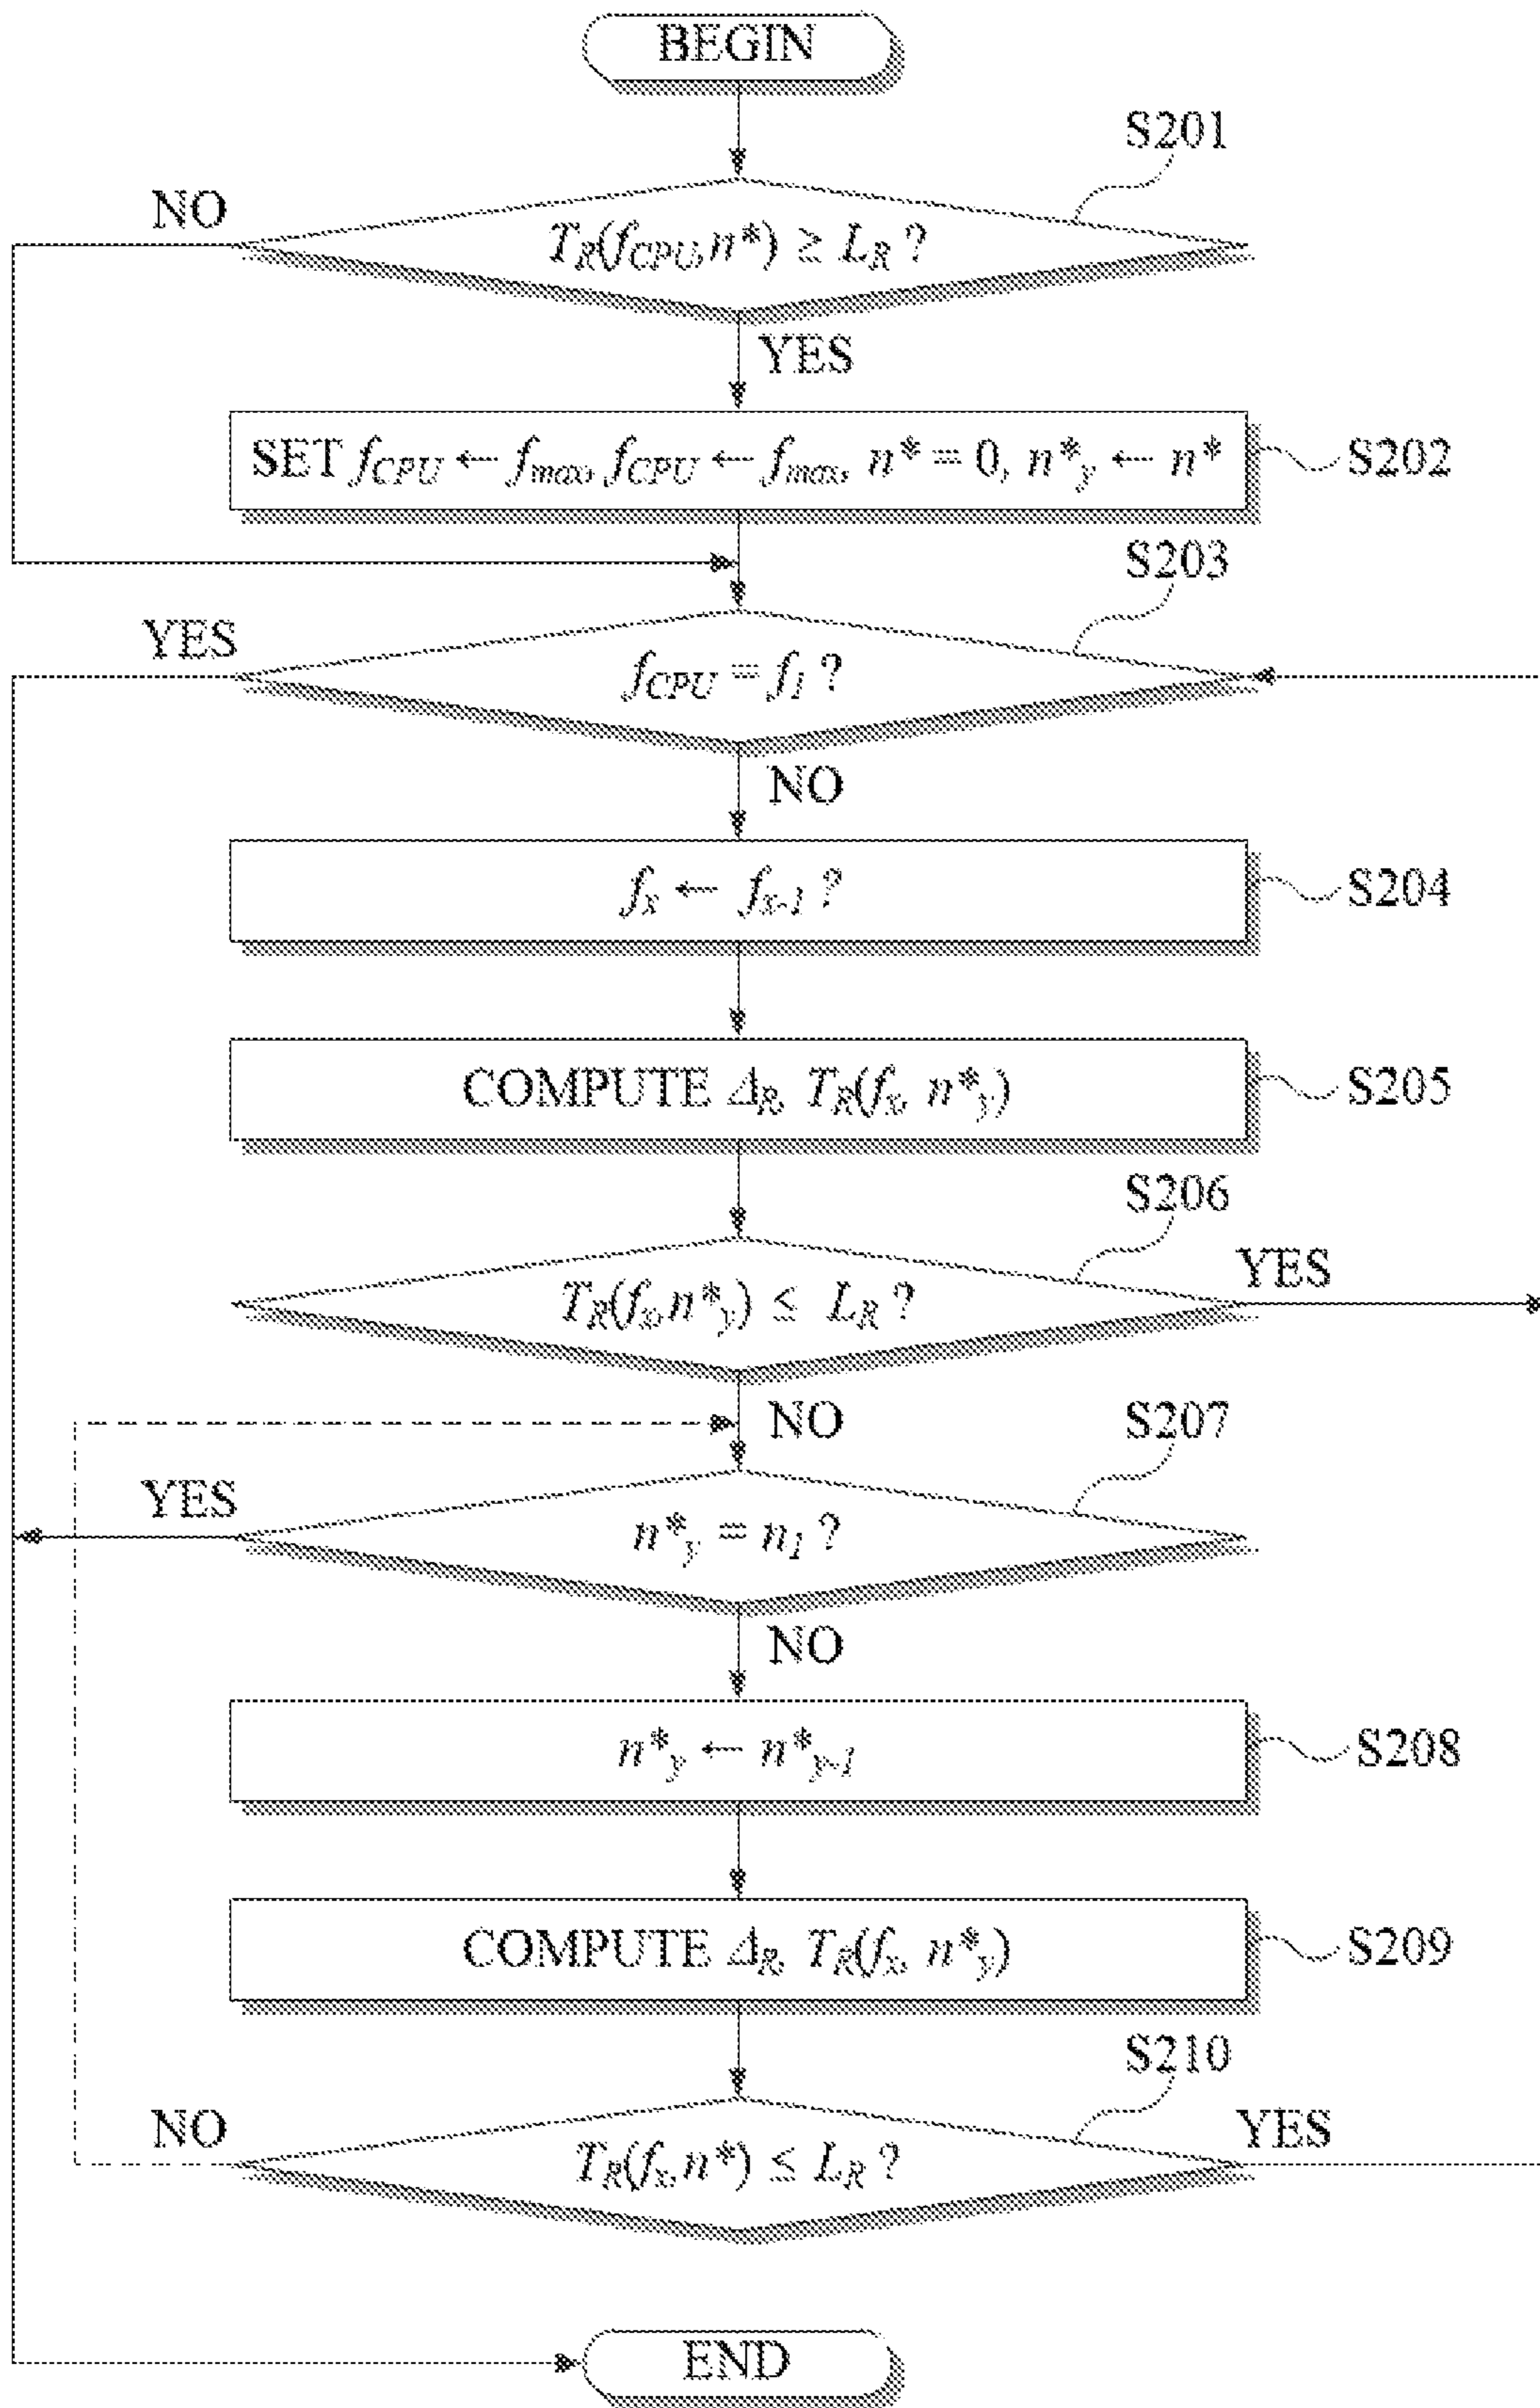 BEGIN
S201
NO
T_R(f_CPU, n*) ≥ L_R ?
YES
SET f_CPU ← f_max, f_CPU ← f_max, n* = 0, n*_y ← n*
S202
S203
YES
f_CPU = f_1 ?
NO
f_x ← f_x-1 ?
S204
COMPUTE Δ_R, T_R(f_x, n*_y)
S205
S206
YES
T_R(f_x, n*_y) ≤ L_R ?
NO
S207
YES
n*_y = n_1 ?
NO
n*_y ← n*_y-1
S208
COMPUTE Δ_R, T_R(f_x, n*_y)
S209
S210
NO
YES
T_R(f_x, n*) ≤ L_R ?
END